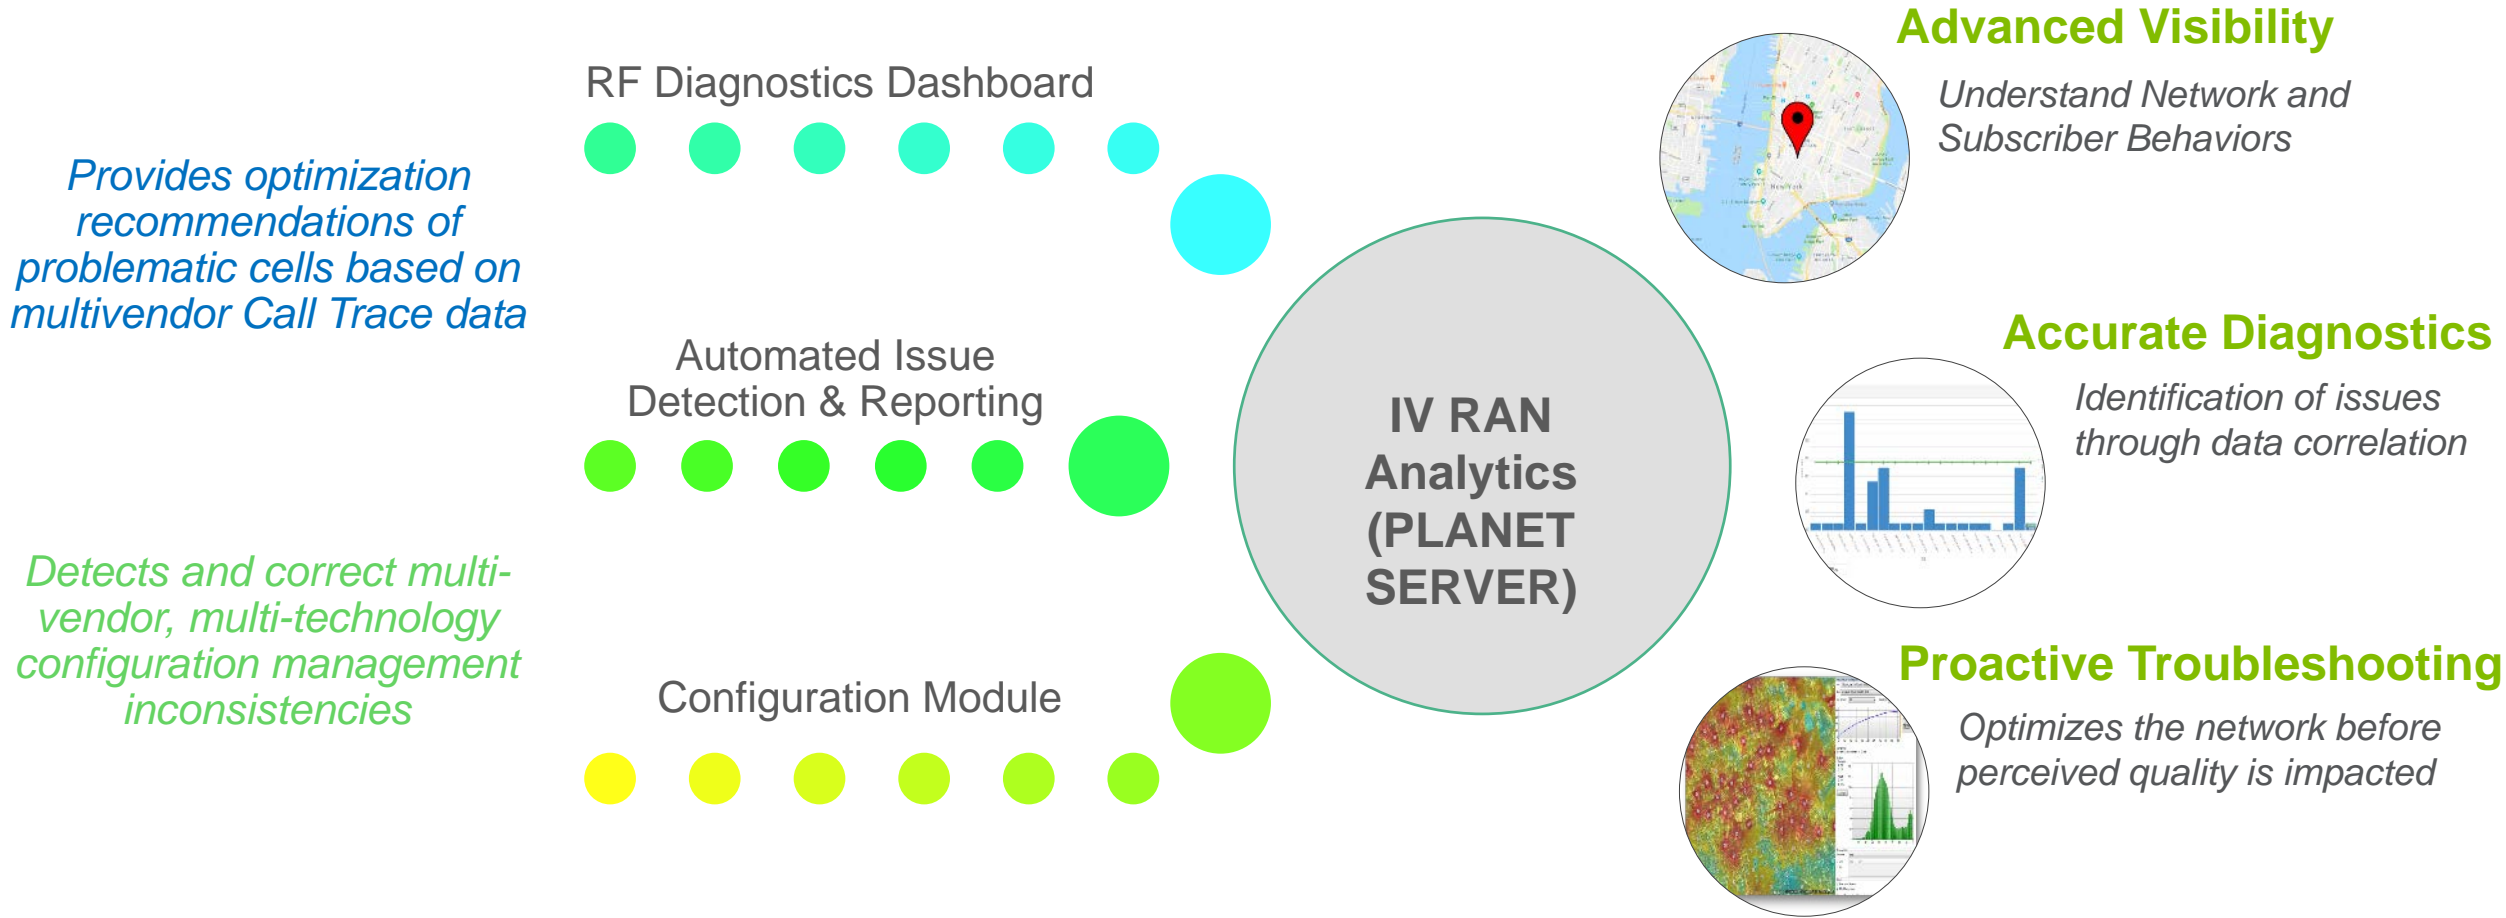 Provides optimization
recommendations of
problematic cells based on
multivendor Call Trace data
Detects and correct multi-
vendor, multi-technology
configuration management
inconsistencies
RF Diagnostics Dashboard
Automated Issue
Detection & Reporting
Configuration Module
IV RAN
Analytics
(PLANET
SERVER)
Advanced Visibility
Understand Network and
Subscriber Behaviors
New York
Accurate Diagnostics
Identification of issues
through data correlation
Proactive Troubleshooting
Optimizes the network before
perceived quality is impacted